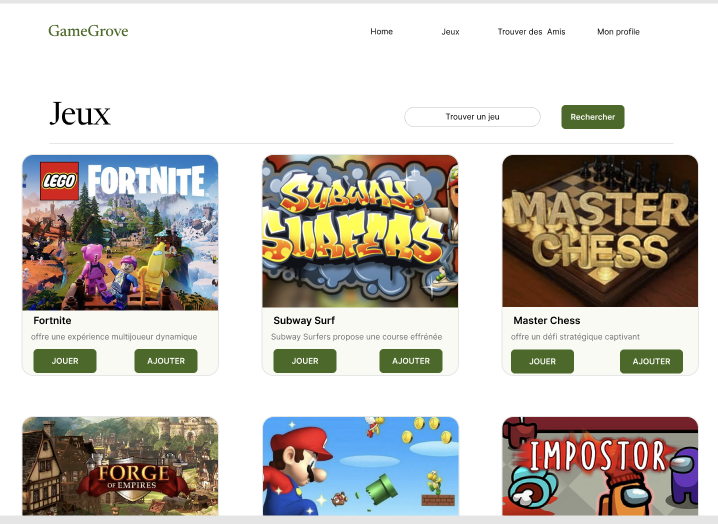 GameGrove
Home Jeux Trouver des Amis Mon profile
Jeux
Trouver un jeu
Rechercher
LEGO FORTNITE
SUBWAY
SURFERS
MASTER
CHESS
Fortnite
offre une expérience multijoueur dynamique
JOUER AJOUTER
Subway Surf
Subway Surfers propose une course effrénée
JOUER AJOUTER
Master Chess
offre un défi stratégique captivant
JOUER AJOUTER
FORGE
OF EMPIRES
IMPOSTOR